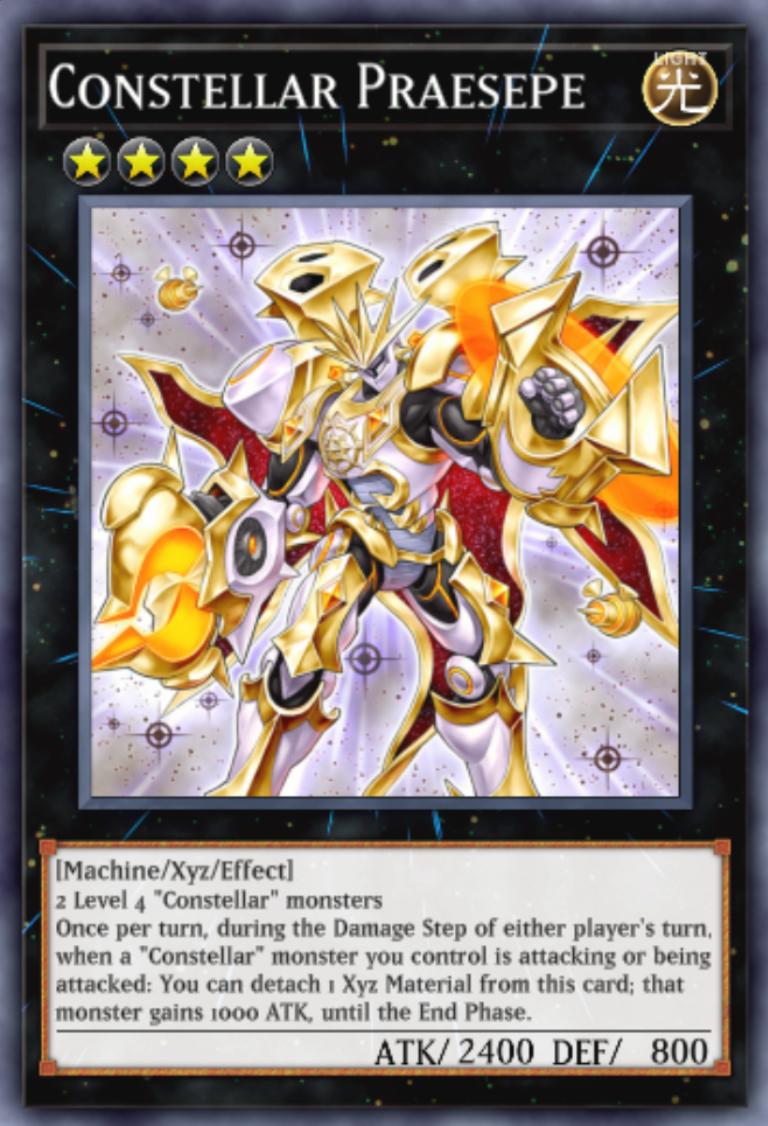 CONSTELLAR PRAESEPE
LIGHT
光
[Machine/Xyz/Effect]
2 Level 4 "Constellar" monsters
Once per turn, during the Damage Step of either player's turn,
when a "Constellar" monster you control is attacking or being
attacked: You can detach 1 Xyz Material from this card; that
monster gains 1000 ATK, until the End Phase.
ATK/ 2400 DEF/ 800